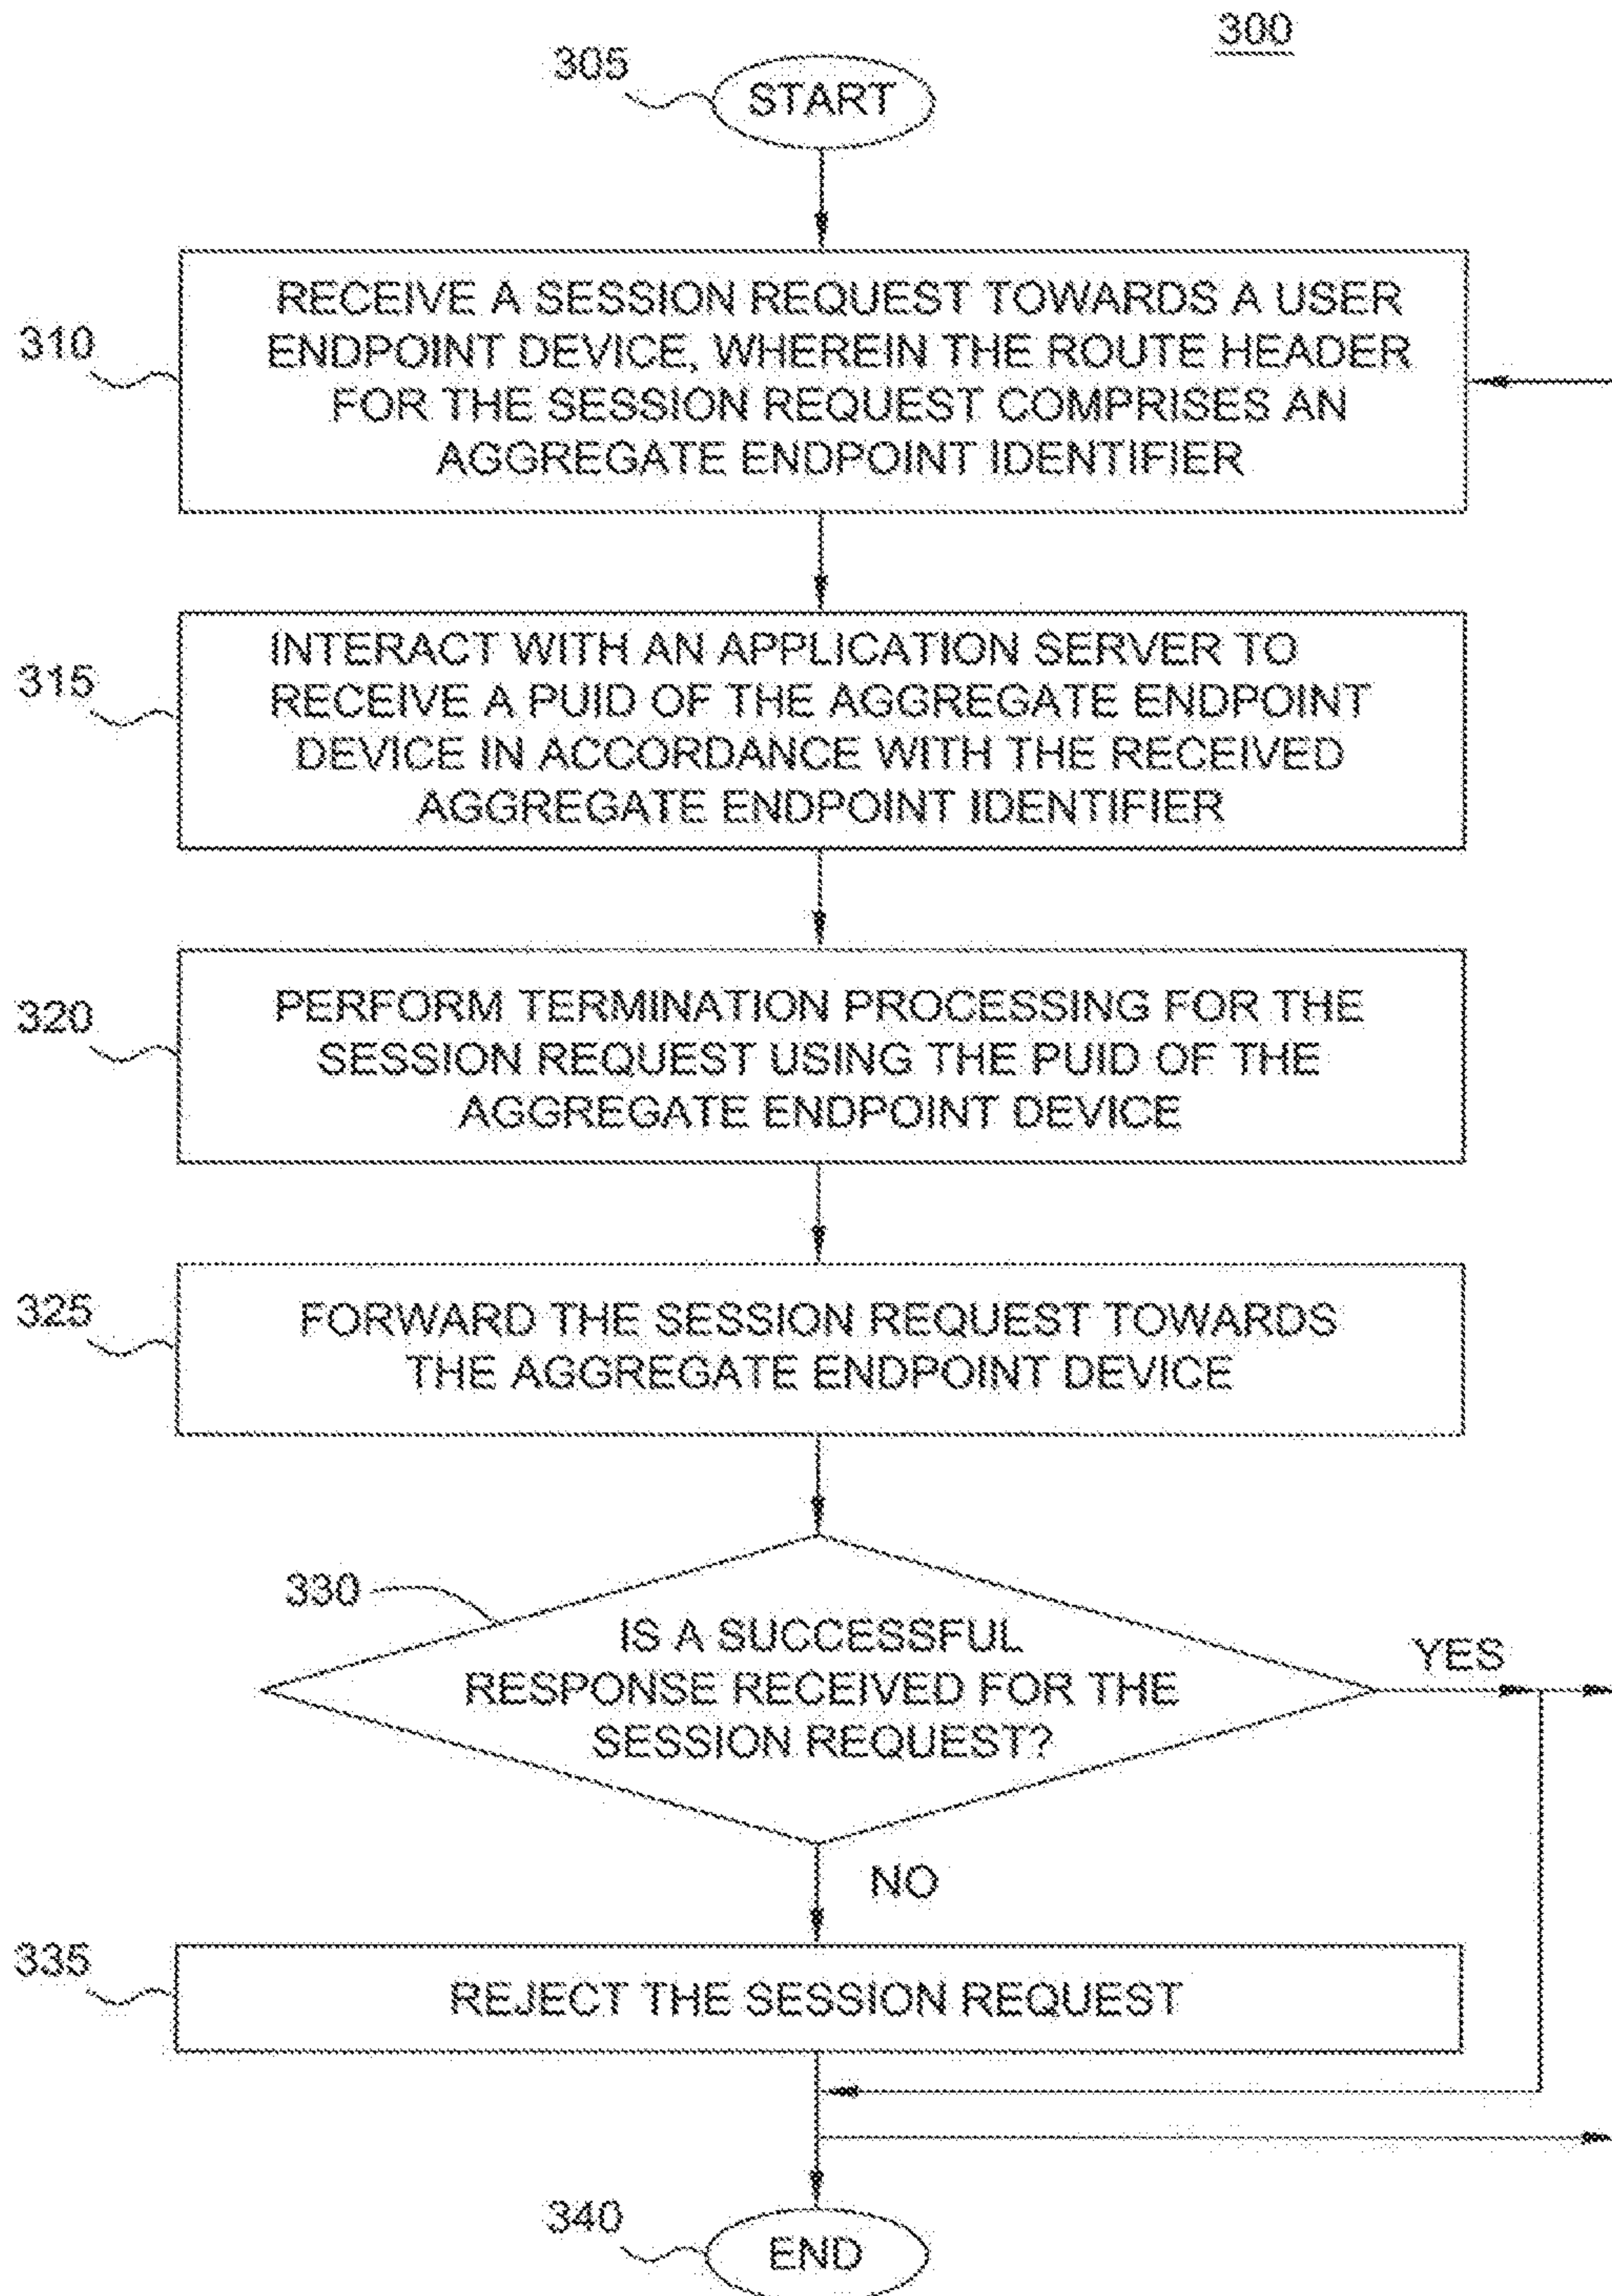 300
305
START
310
RECEIVE A SESSION REQUEST TOWARDS A USER
ENDPOINT DEVICE, WHEREIN THE ROUTE HEADER
FOR THE SESSION REQUEST COMPRISES AN
AGGREGATE ENDPOINT IDENTIFIER
315
INTERACT WITH AN APPLICATION SERVER TO
RECEIVE A PUID OF THE AGGREGATE ENDPOINT
DEVICE IN ACCORDANCE WITH THE RECEIVED
AGGREGATE ENDPOINT IDENTIFIER
320
PERFORM TERMINATION PROCESSING FOR THE
SESSION REQUEST USING THE PUID OF THE
AGGREGATE ENDPOINT DEVICE
325
FORWARD THE SESSION REQUEST TOWARDS
THE AGGREGATE ENDPOINT DEVICE
330
IS A SUCCESSFUL
RESPONSE RECEIVED FOR THE
SESSION REQUEST?
YES
NO
335
REJECT THE SESSION REQUEST
340
END